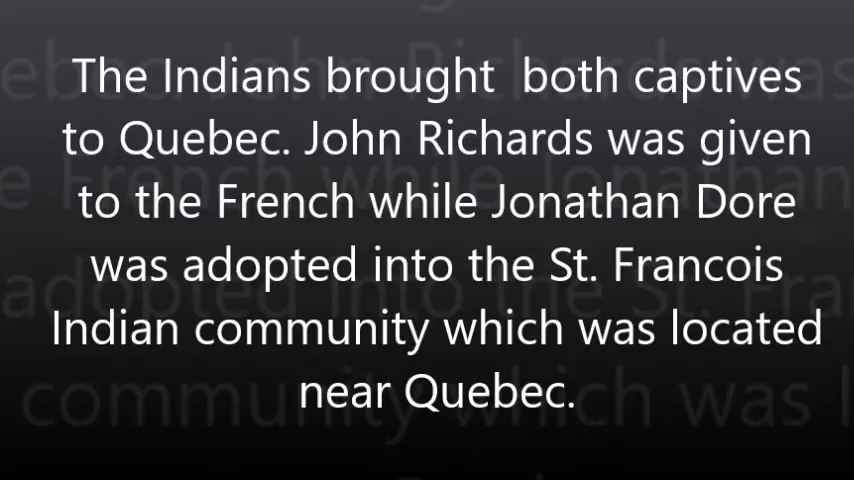 The Indians brought  both captives
to Quebec. John Richards was given
to the French while Jonathan Dore
was adopted into the St. Francois
Indian community which was located
near Quebec.